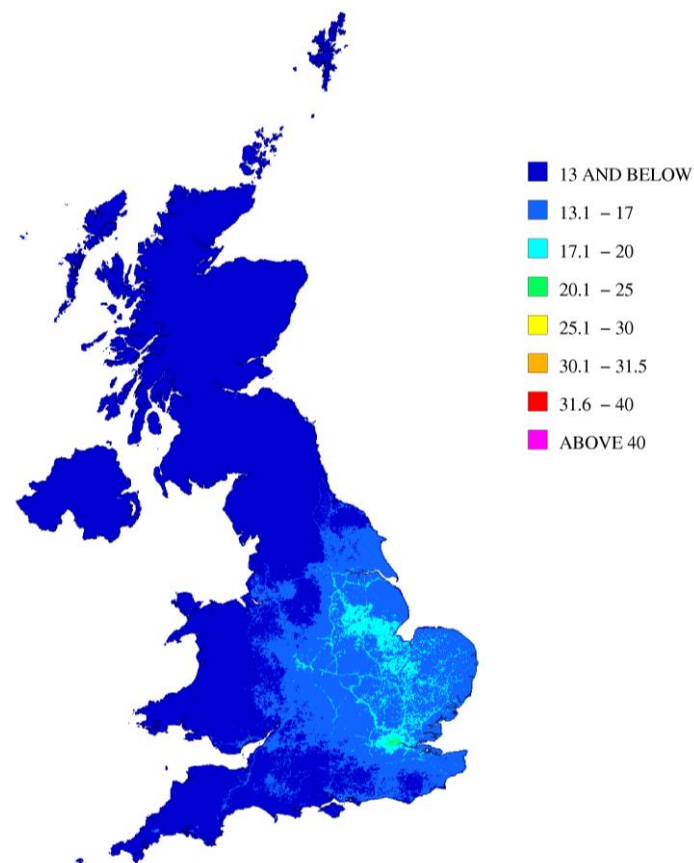 13 AND BELOW
13.1 – 17
17.1 – 20
20.1 – 25
25.1 – 30
30.1 – 31.5
31.6 – 40
ABOVE 40